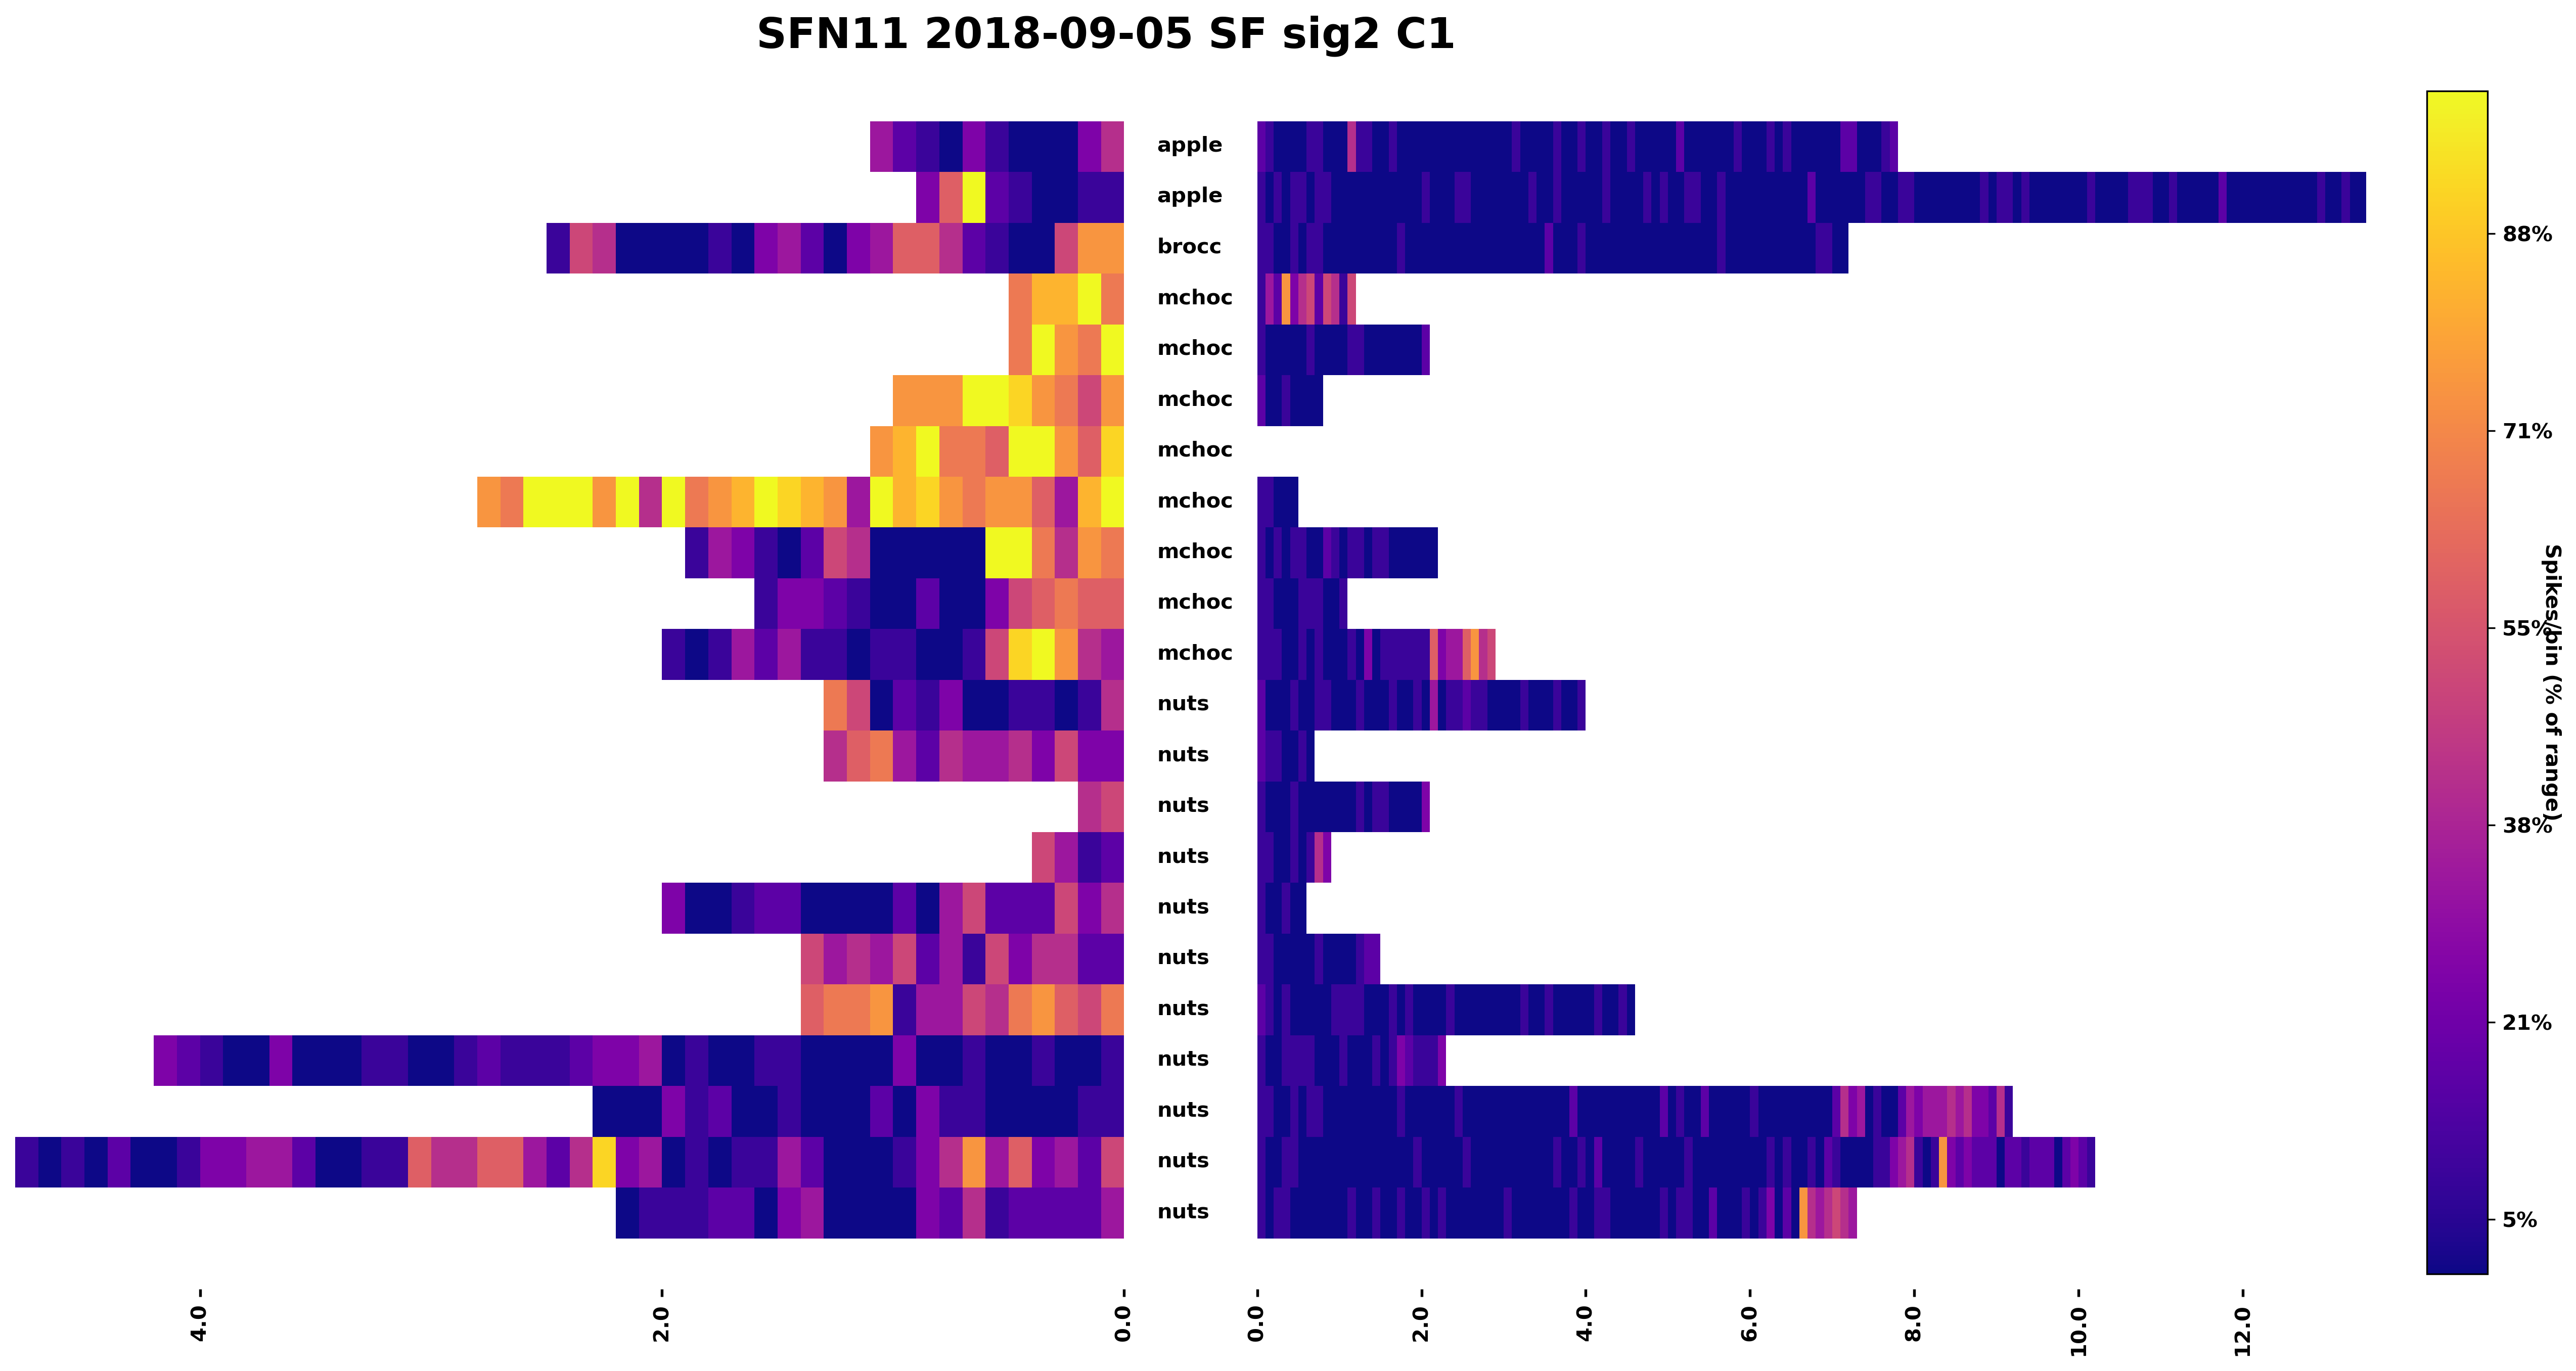 SFN11 2018-09-05 SF sig2 C1
apple
apple
brocc
mchoc
mchoc
mchoc
mchoc
mchoc
mchoc
mchoc
mchoc
nuts
nuts
nuts
nuts
nuts
nuts
nuts
nuts
nuts
nuts
nuts
4.0
2.0
0.0
0.0
2.0
4.0
6.0
8.0
10.0
12.0
88%
71%
55%
38%
21%
5%
Spikes/bin (% of range)